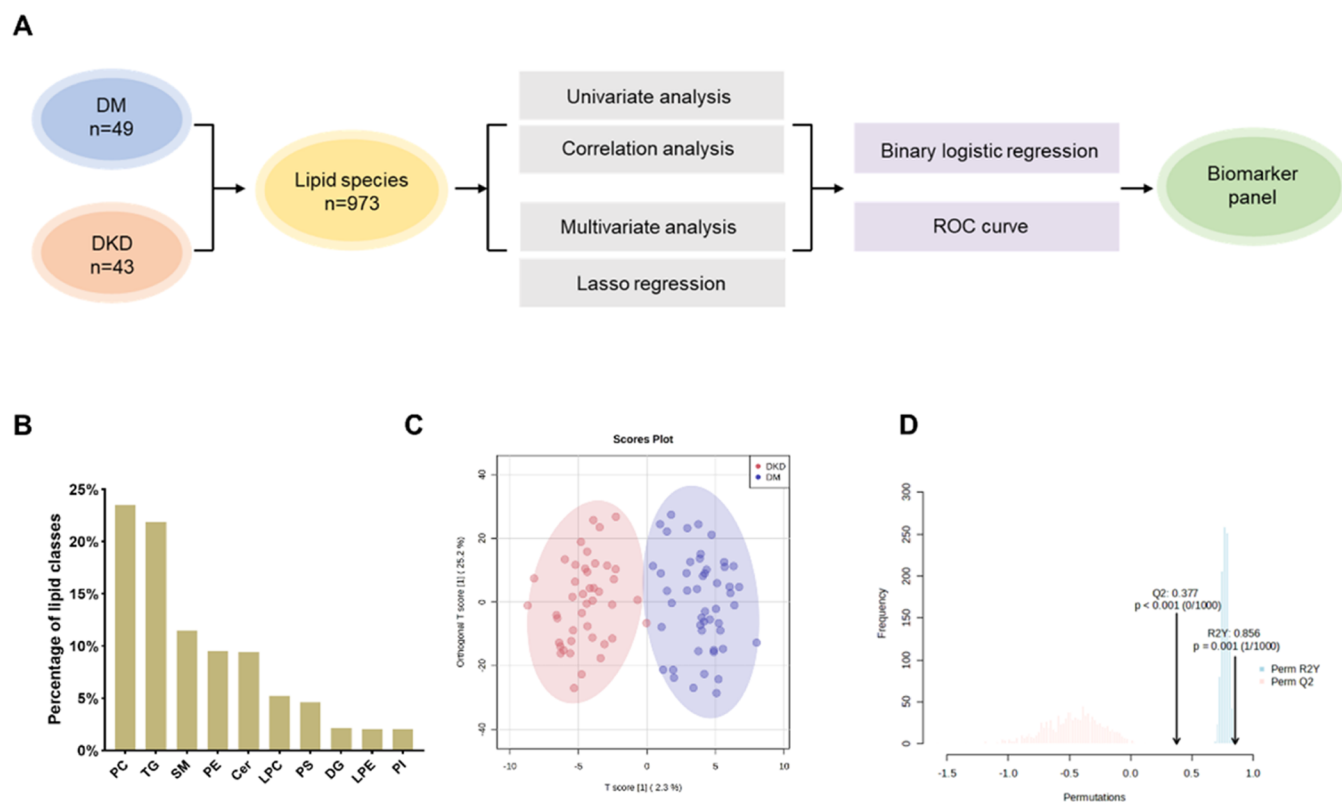 A
DM
n=49
DKD
n=43
Lipid species
n=973
Univariate analysis
Correlation analysis
Multivariate analysis
Lasso regression
Binary logistic regression
ROC curve
Biomarker
panel
B
Percentage of lipid classes
25%
20%
15%
10%
5%
0%
PC
TG
SM
PE
Cer
LPC
PS
DG
LPE
PI
C
Scores Plot
DKD
DM
Orthogonal T score [1] ( 25.2 %)
40
20
0
-20
-40
-10
-5
0
5
10
T score [1] ( 2.3 %)
D
Frequency
300
250
200
150
100
50
0
Q2: 0.377
p < 0.001 (0/1000)
R2Y: 0.856
p = 0.001 (1/1000)
Perm R2Y
Perm Q2
-1.5
-1.0
-0.5
0.0
0.5
1.0
Permutations